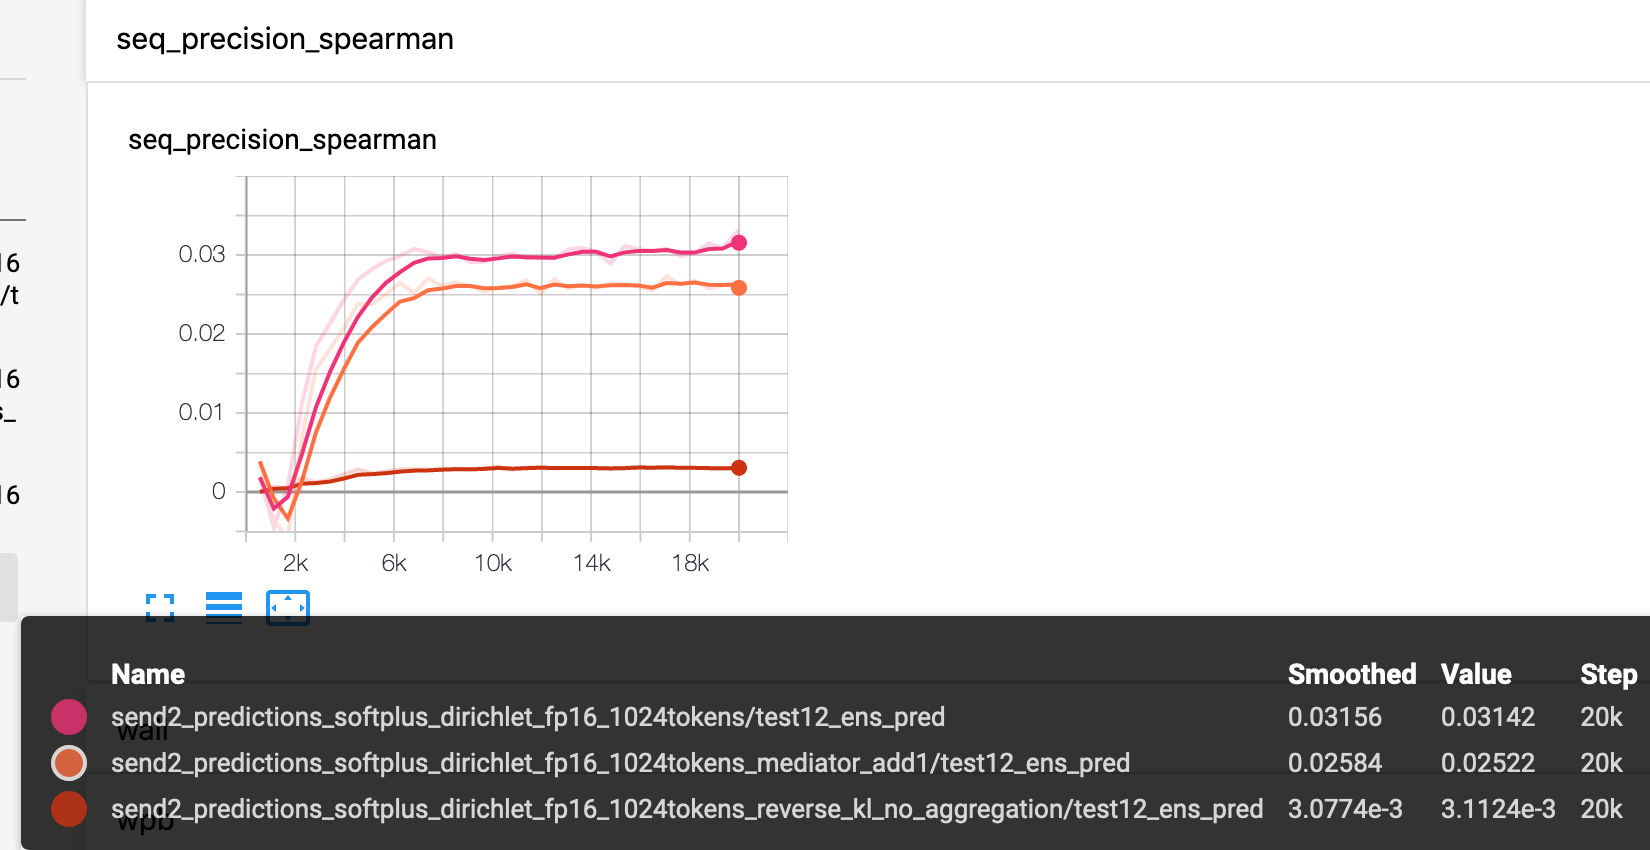 seq_precision_spearman
seq_precision_spearman
16
/t
16
s_
16
0.03
0.02
0.01
0
2k 6k 10k 14k 18k
Name Smoothed Value Step
send2_predictions_softplus_dirichlet_fp16_1024tokens/test12_ens_pred 0.03156 0.03142 20k
wall
send2_predictions_softplus_dirichlet_fp16_1024tokens_mediator_add1/test12_ens_pred 0.02584 0.02522 20k
send2_predictions_softplus_dirichlet_fp16_1024tokens_reverse_kl_no_aggregation/test12_ens_pred 3.0774e-3 3.1124e-3 20k
wpb